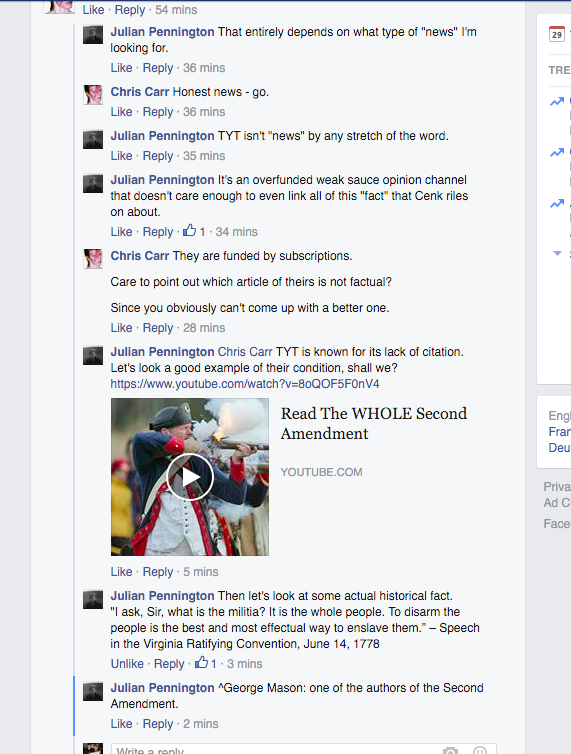 Like · Reply · 54 mins
Julian Pennington That entirely depends on what type of "news" I'm
looking for.
Like · Reply · 36 mins
Chris Carr Honest news - go.
Like · Reply · 36 mins
Julian Pennington TYT isn't "news" by any stretch of the word.
Like · Reply · 35 mins
Julian Pennington It's an overfunded weak sauce opinion channel
that doesn't care enough to even link all of this "fact" that Cenk riles
on about.
Like · Reply · 1 · 34 mins
Chris Carr They are funded by subscriptions.
Care to point out which article of theirs is not factual?
Since you obviously can't come up with a better one.
Like · Reply · 28 mins
Julian Pennington Chris Carr TYT is known for its lack of citation.
Let's look a good example of their condition, shall we?
https://www.youtube.com/watch?v=8oQOF5F0nV4
Read The WHOLE Second
Amendment
YOUTUBE.COM
Like · Reply · 5 mins
Julian Pennington Then let's look at some actual historical fact.
"I ask, Sir, what is the militia? It is the whole people. To disarm the
people is the best and most effectual way to enslave them.” – Speech
in the Virginia Ratifying Convention, June 14, 1778
Unlike · Reply · 1 · 3 mins
Julian Pennington ^George Mason: one of the authors of the Second
Amendment.
Like · Reply · 2 mins
Write a reply
29
TRE
Engl
Fran
Deu
Priva
Ad C
Face